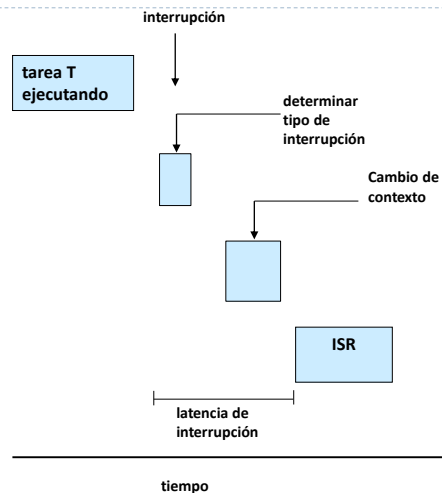 interrupción
tarea T
ejecutando
determinar
tipo de
interrupción
Cambio de
contexto
ISR
latencia de
interrupción
tiempo